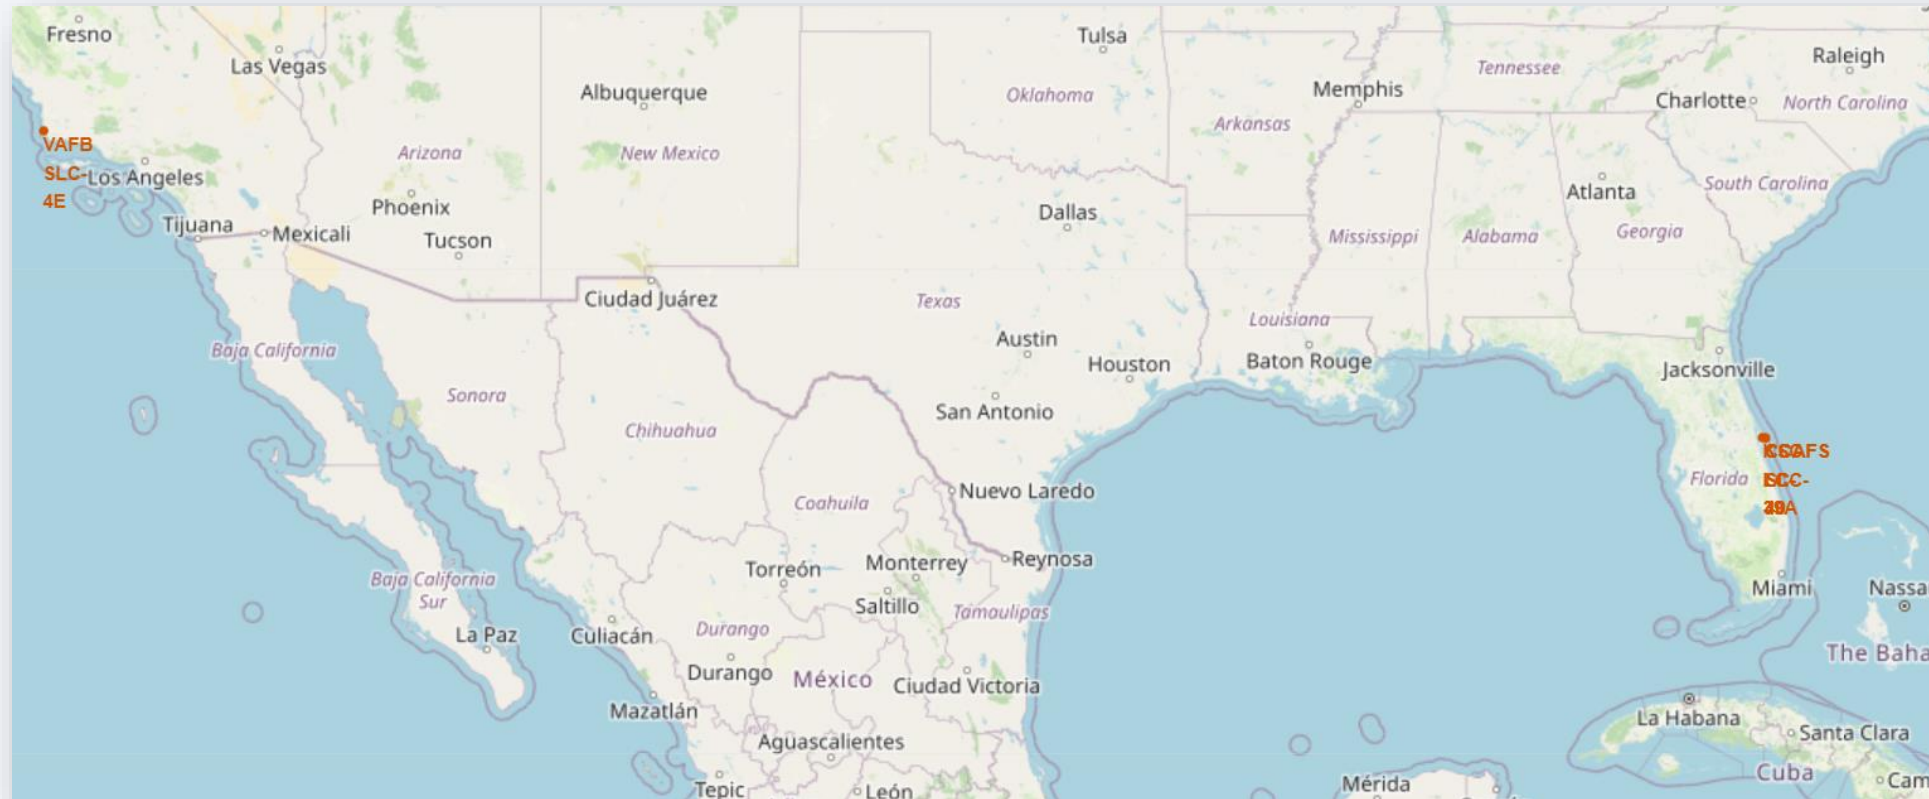 Fresno
Tulsa
Las Vegas
Raleigh
Tennessee
Albuquerque
Memphis
Oklahoma
Charlotte
North Carolina
Arkansas
VAFB
SLC-
4E
Arizona
New Mexico
Los Angeles
Atlanta
South Carolina
Phoenix
Dallas
Tijuana
Mexicali
Tucson
Mississippi
Alabama
Georgia
Ciudad Juárez
Texas
Louisiana
Austin
Baja California
Houston
Baton Rouge
Jacksonville
Sonora
San Antonio
Chihuahua
Florida
Nuevo Laredo
Coahuila
Reynosa
Monterrey
Torreón
Baja California
Sur
Miami
Nassa
Saltillo
Tamaulipas
La Paz
Culiacán
Durango
The Baha
Durango
México
Ciudad Victoria
Mazatlán
La Habana
Santa Clara
Aguascalientes
Cuba
Cam
Mérida
Tepic
León